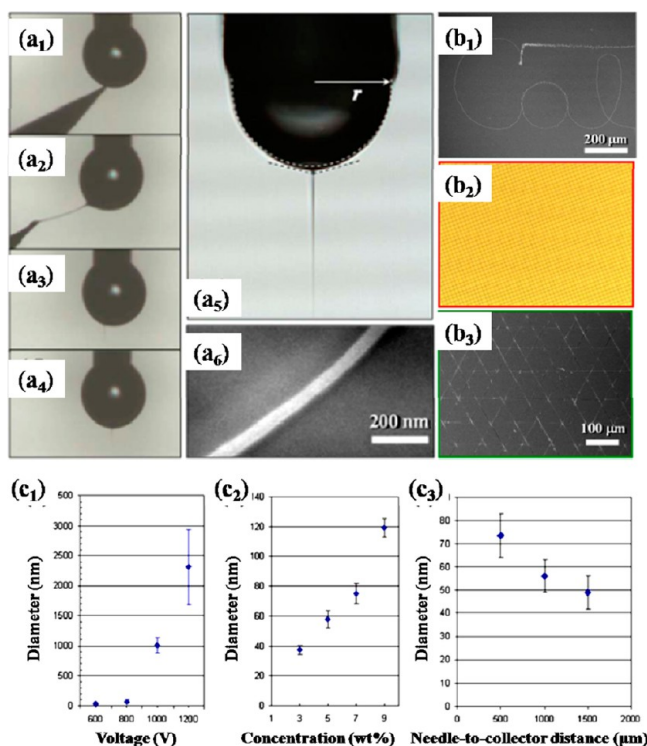 (a₁)
(a₂)
(a₃)
(a₄)
r
(a₅)
(a₆)
200 nm
(b₁)
200 μm
(b₂)
(b₃)
100 μm
(c₁)
Diameter (nm)
500
3000
2500
2000
1500
1000
500
0
600 800 1000 1200
Voltage (V)
(c₂)
Diameter (nm)
140
120
100
80
60
40
20
0
1 3 5 7 9
Concentration (wt%)
(c₃)
Diameter (nm)
80
70
60
50
40
30
20
10
0
0 500 1000 1500 2000
Needle-to-collector distance (μm)